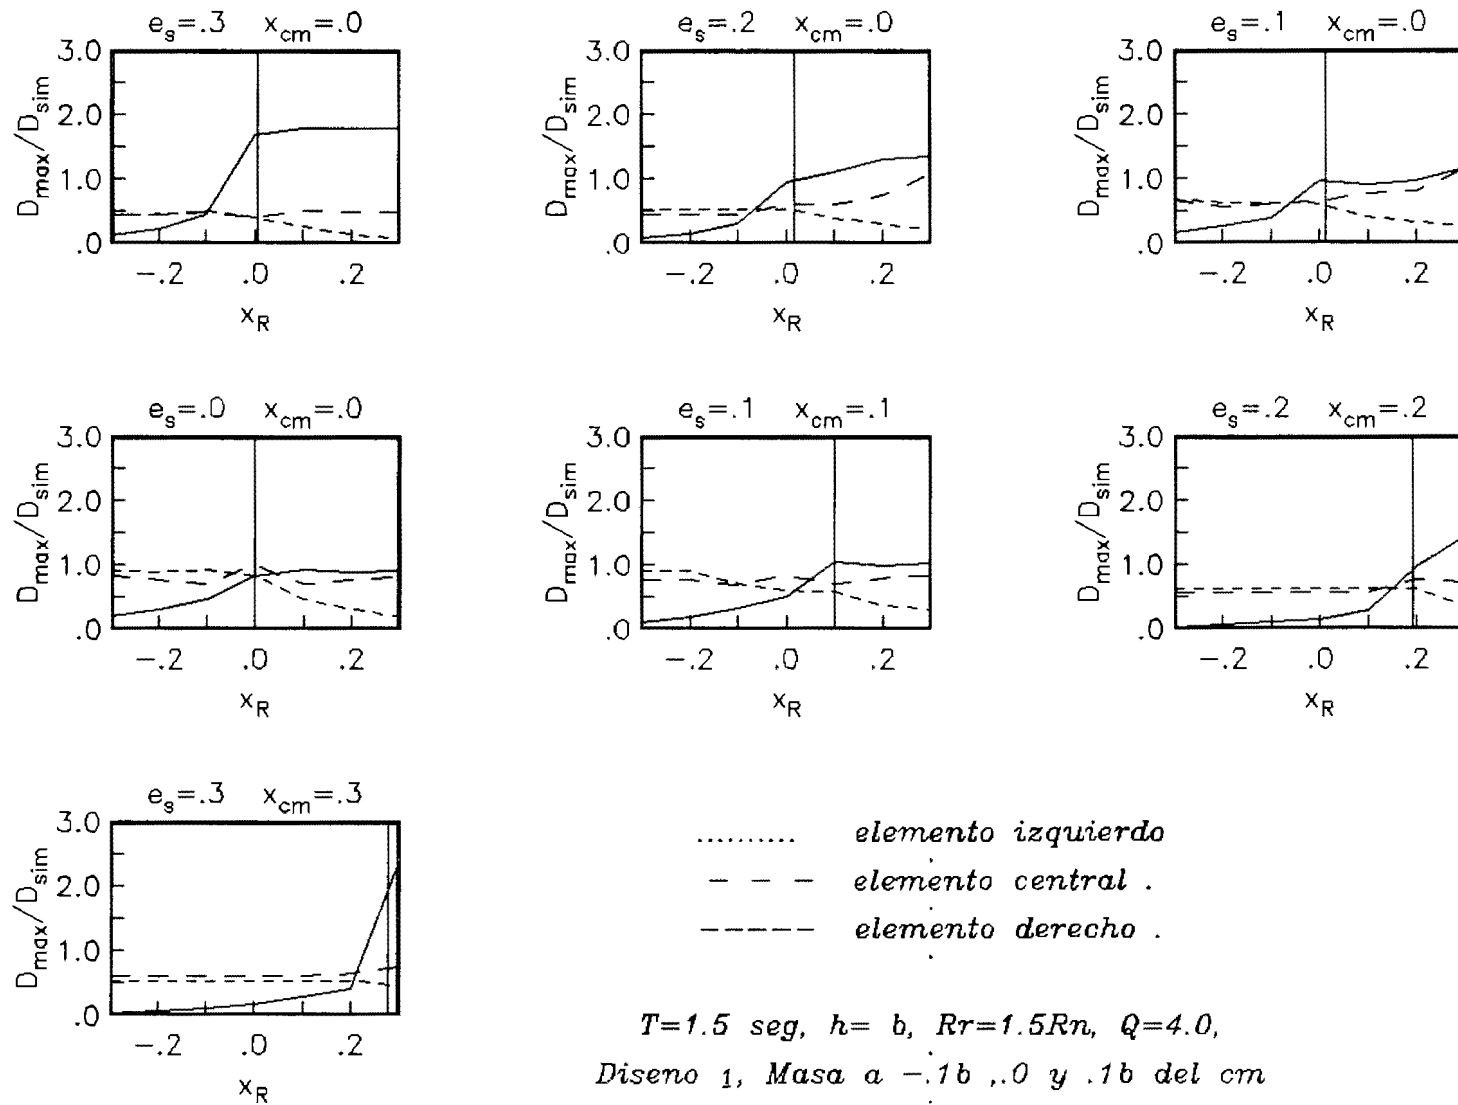 e_s=.3 x_cm=.0
3.0
2.0
1.0
.0
D_max/D_sim
-.2 .0 .2
x_R
e_s=.2 x_cm=.0
3.0
2.0
1.0
.0
D_max/D_sim
-.2 .0 .2
x_R
e_s=.1 x_cm=.0
3.0
2.0
1.0
.0
D_max/D_sim
-.2 .0 .2
x_R
e_s=.0 x_cm=.0
3.0
2.0
1.0
.0
D_max/D_sim
-.2 .0 .2
x_R
e_s=.1 x_cm=.1
3.0
2.0
1.0
.0
D_max/D_sim
-.2 .0 .2
x_R
e_s=.2 x_cm=.2
3.0
2.0
1.0
.0
D_max/D_sim
-.2 .0 .2
x_R
e_s=.3 x_cm=.3
3.0
2.0
1.0
.0
D_max/D_sim
-.2 .0 .2
x_R
elemento izquierdo
elemento central .
elemento derecho .
T=1.5 seg, h= b, Rr=1.5Rn, Q=4.0,
Diseno 1, Masa a -.1b ,.0 y .1b del cm